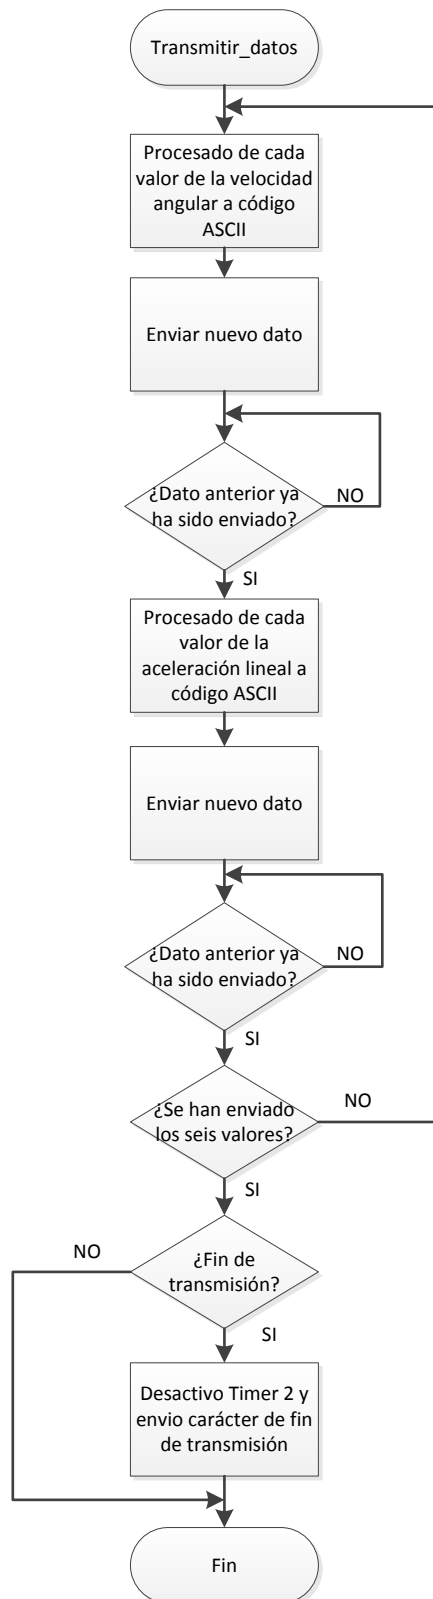 Transmitir_datos
Procesado de cada
valor de la velocidad
angular a código
ASCII
Enviar nuevo dato
¿Dato anterior ya
ha sido enviado?
NO
SI
Procesado de cada
valor de la
aceleración lineal a
código ASCII
Enviar nuevo dato
¿Dato anterior ya
ha sido enviado?
NO
SI
¿Se han enviado
los seis valores?
NO
SI
¿Fin de
transmisión?
NO
SI
Desactivo Timer 2 y
envio carácter de fin
de transmisión
Fin